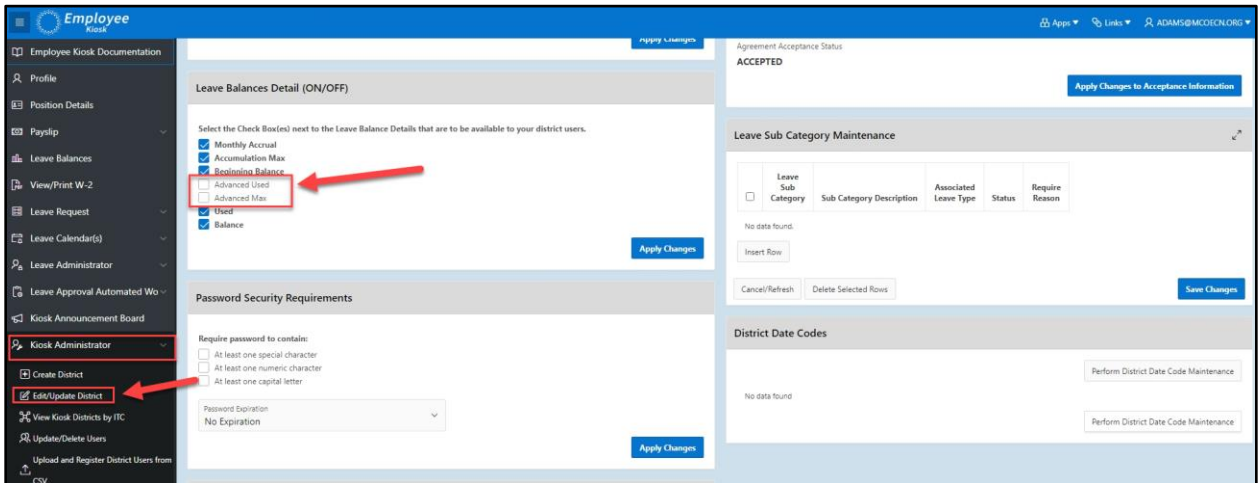 Employee
Kiosk
Apps
Links
ADAMS@MCOECN.ORG
Employee Kiosk Documentation
Profile
Position Details
Payslip
Leave Balances
View/Print W-2
Leave Request
Leave Calendar(s)
Leave Administrator
Leave Approval Automated Wo
Kiosk Announcement Board
Kiosk Administrator
Create District
Edit/Update District
View Kiosk Districts by ITC
Update/Delete Users
Upload and Register District Users from
CSV
Apply Changes
Leave Balances Detail (ON/OFF)
Select the Check Box(es) next to the Leave Balance Details that are to be available to your district users.
Monthly Accrual
Accumulation Max
Beginning Balance
Advanced Used
Advanced Max
Used
Balance
Apply Changes
Password Security Requirements
Require password to contain:
At least one special character
At least one numeric character
At least one capital letter
Password Expiration
No Expiration
Apply Changes
Agreement Acceptance Status
ACCEPTED
Apply Changes to Acceptance Information
Leave Sub Category Maintenance
Leave
Sub
Category
Sub Category Description
Associated
Leave Type
Status
Require
Reason
No data found.
Insert Row
Cancel/Refresh
Delete Selected Rows
Save Changes
District Date Codes
Perform District Date Code Maintenance
No data found
Perform District Date Code Maintenance